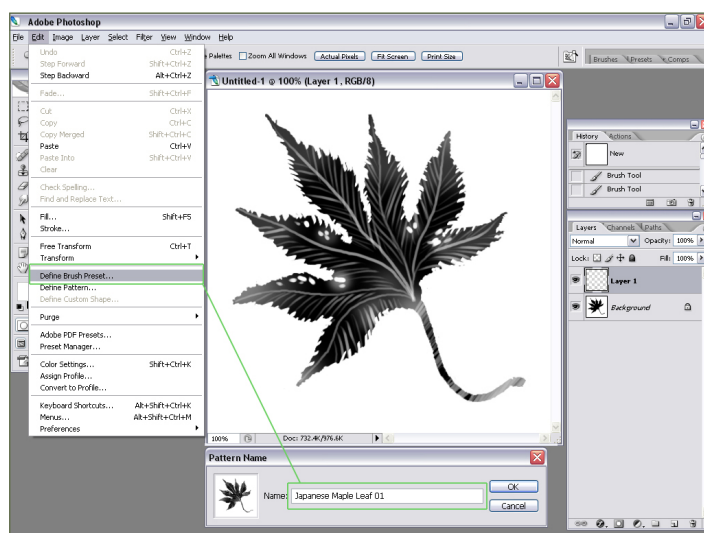 Adobe Photoshop
File Edit Image Layer Select Filter View Window Help
Palettes Zoom All Windows Actual Pixels Fit Screen Print Size
Brushes Presets Comps
Undo Ctrl+Z
Step Forward Shift+Ctrl+Z
Step Backward Alt+Ctrl+Z
Fade... Shift+Ctrl+F
Cut Ctrl+X
Copy Ctrl+C
Copy Merged Shift+Ctrl+C
Paste Ctrl+V
Paste Into Shift+Ctrl+V
Clear
Check Spelling...
Find and Replace Text...
Fill... Shift+F5
Stroke...
Free Transform Ctrl+T
Transform
Define Brush Preset...
Define Pattern...
Define Custom Shape...
Purge
Adobe PDF Presets...
Preset Manager...
Color Settings... Shift+Ctrl+K
Assign Profile...
Convert to Profile...
Keyboard Shortcuts... Alt+Shift+Ctrl+K
Menus... Alt+Shift+Ctrl+M
Preferences
Untitled-1 @ 100% (Layer 1, RGB/8)
100% Doc: 732.4K/976.6K
Pattern Name
Name: Japanese Maple Leaf 01
OK
Cancel
History Actions
New
Brush Tool
Brush Tool
Layers Channels Paths
Normal Opacity: 100%
Lock: Fill: 100%
Layer 1
Background